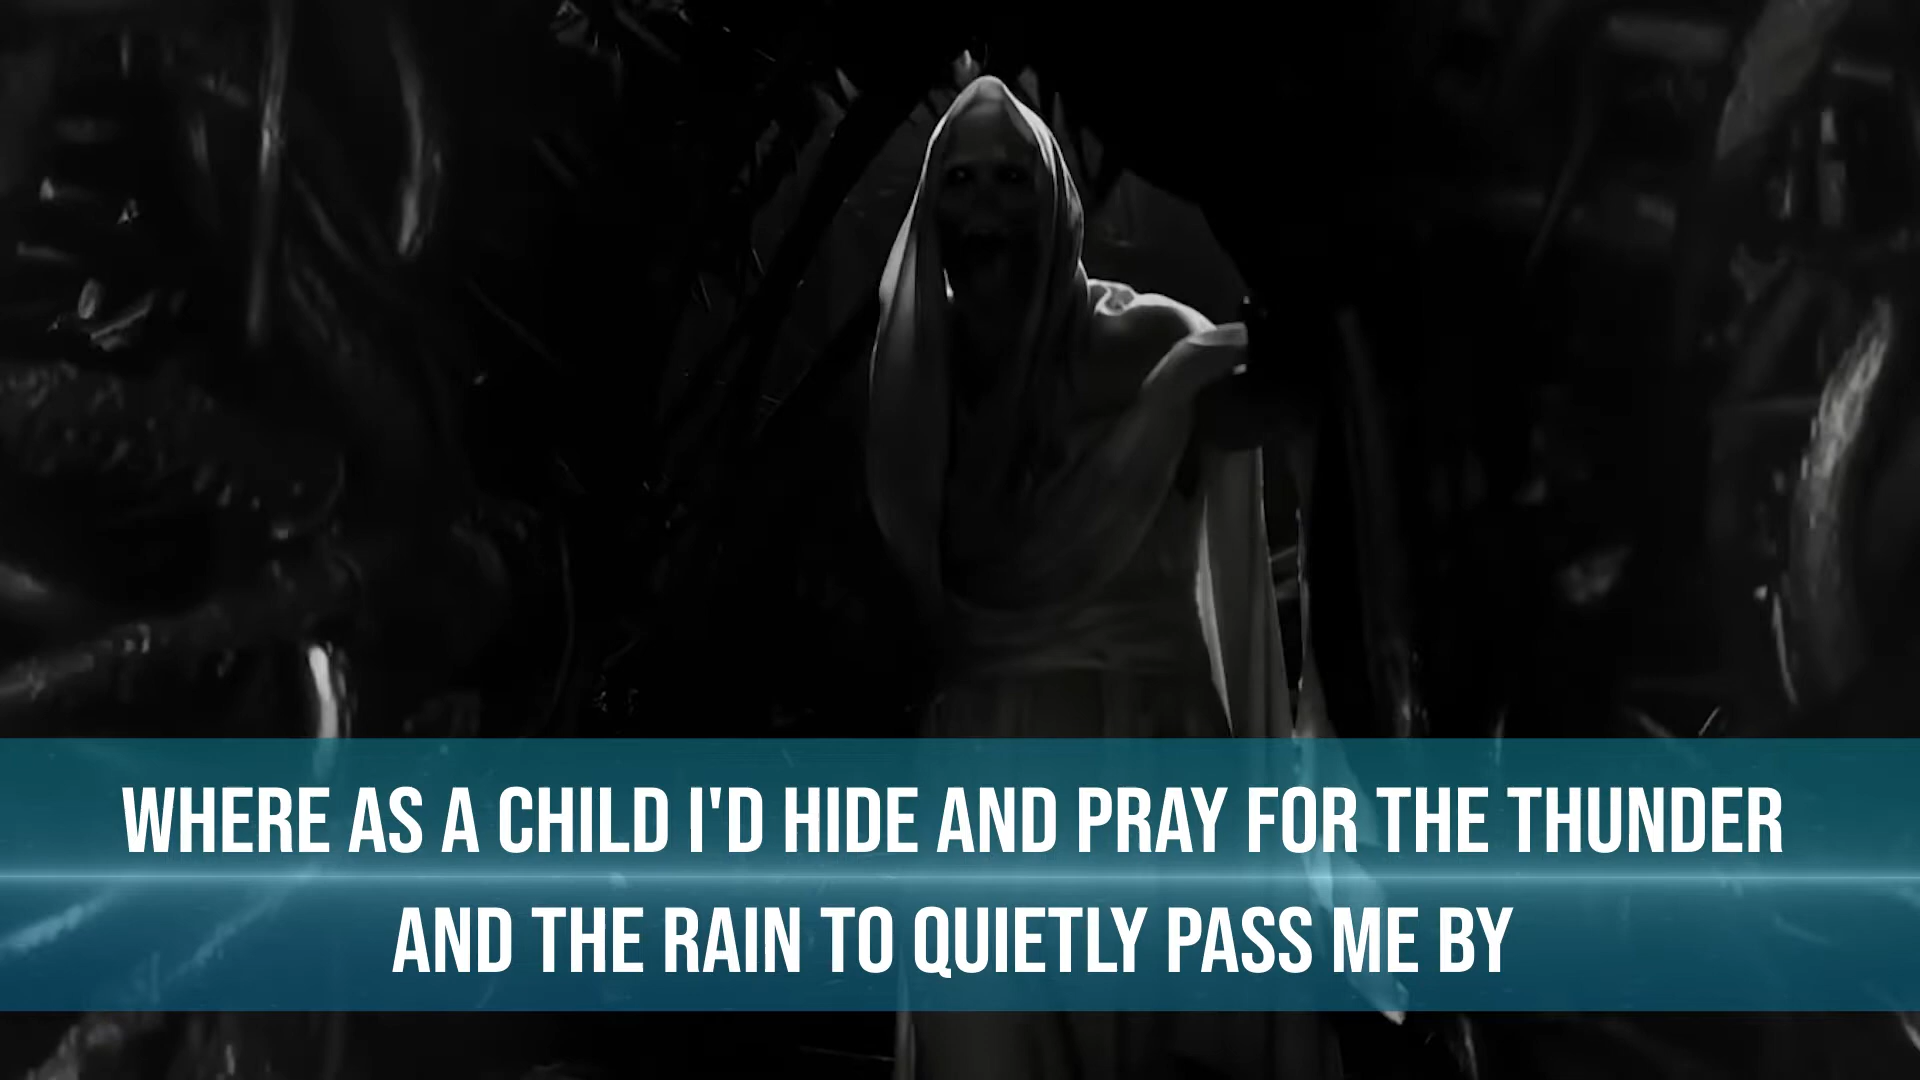 WHERE AS A CHILD I'D HIDE AND PRAY FOR THE THUNDER
AND THE RAIN TO QUIETLY PASS ME BY